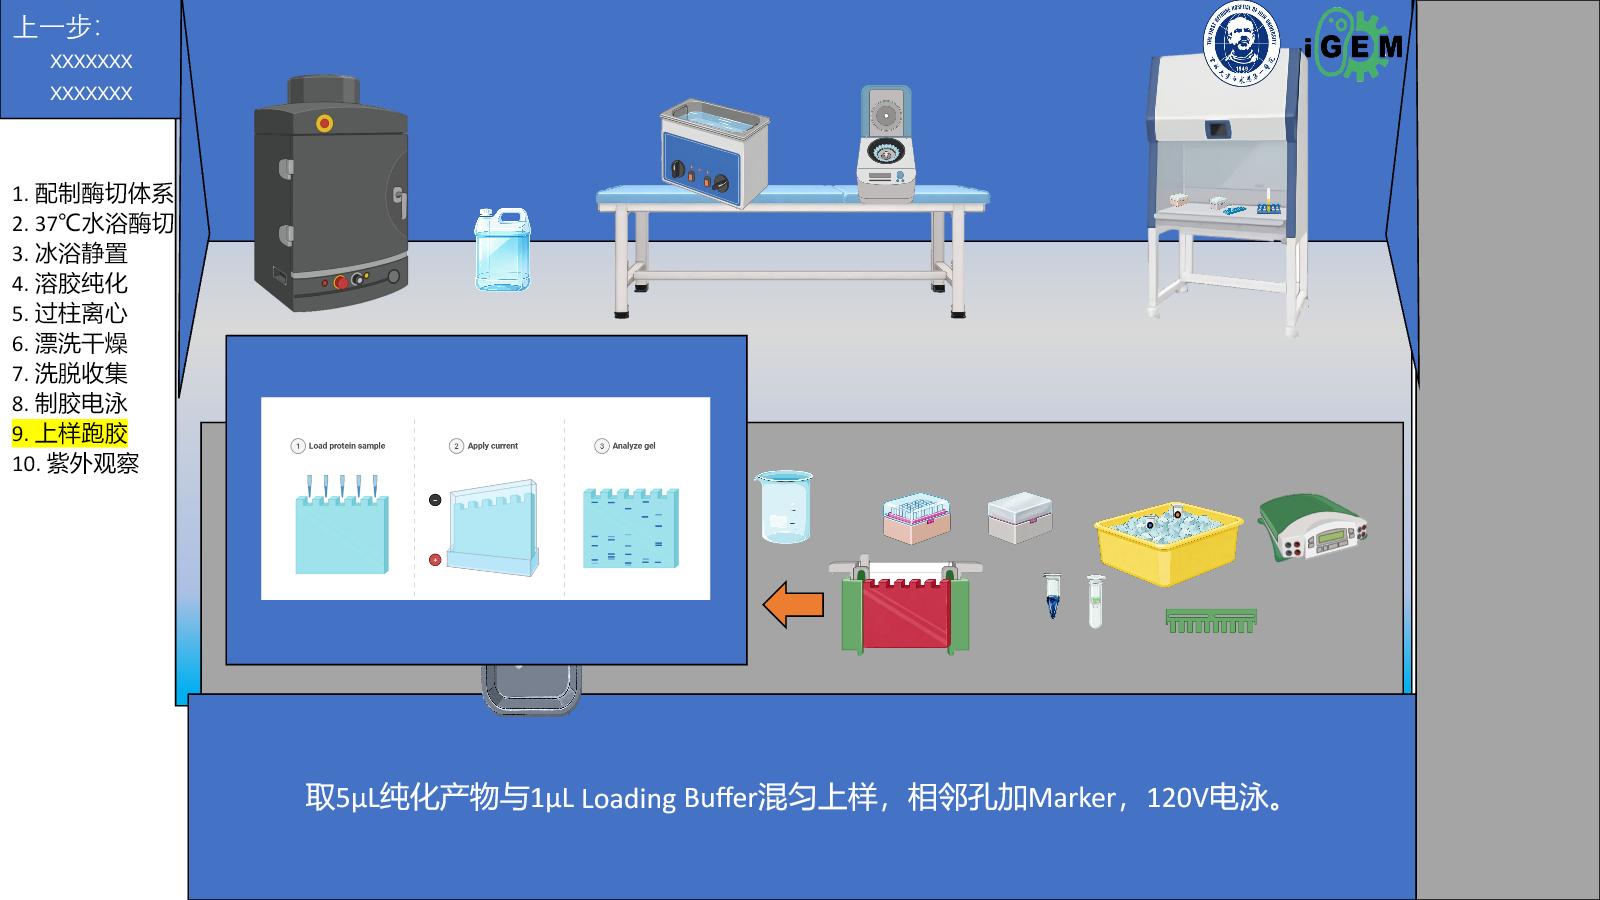 上一步：
XXXXXXX
XXXXXXX
1. 配制酶切体系
2. 37℃水浴酶切
3. 冰浴静置
4. 溶胶纯化
5. 过柱离心
6. 漂洗干燥
7. 洗脱收集
8. 制胶电泳
9. 上样跑胶
10. 紫外观察
iGEM
1949
1 Load protein sample
2 Apply current
3 Analyze gel
取5μL纯化产物与1μL Loading Buffer混匀上样，相邻孔加Marker，120V电泳。